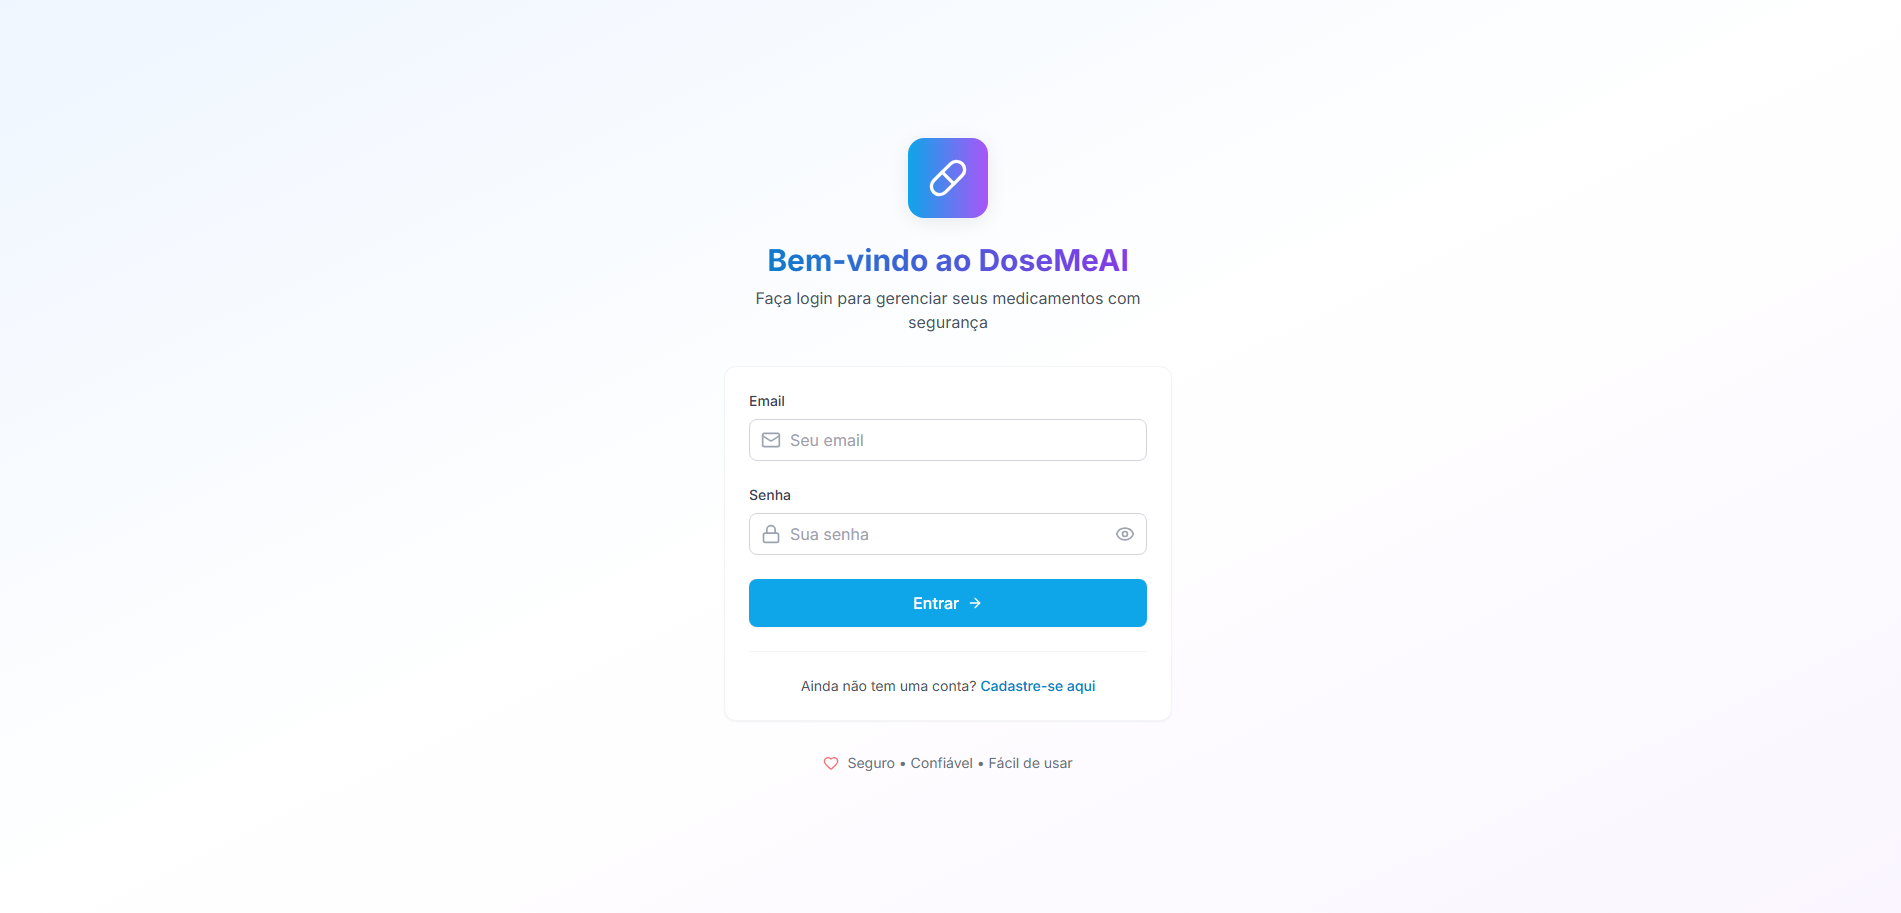 Bem-vindo ao DoseMeAI
Faça login para gerenciar seus medicamentos com
segurança
Email
Seu email
Senha
Sua senha
Entrar →
Ainda não tem uma conta? Cadastre-se aqui
Seguro • Confiável • Fácil de usar